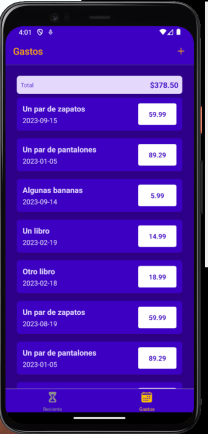 4:01
Gastos
+
Total $378.50
Un par de zapatos
2023-09-15
59.99
Un par de pantalones
2023-01-05
89.29
Algunas bananas
2023-09-14
5.99
Un libro
2023-02-19
14.99
Otro libro
2023-02-18
18.99
Un par de zapatos
2023-08-19
59.99
Un par de pantalones
2023-01-05
89.29
Reciente Gastos